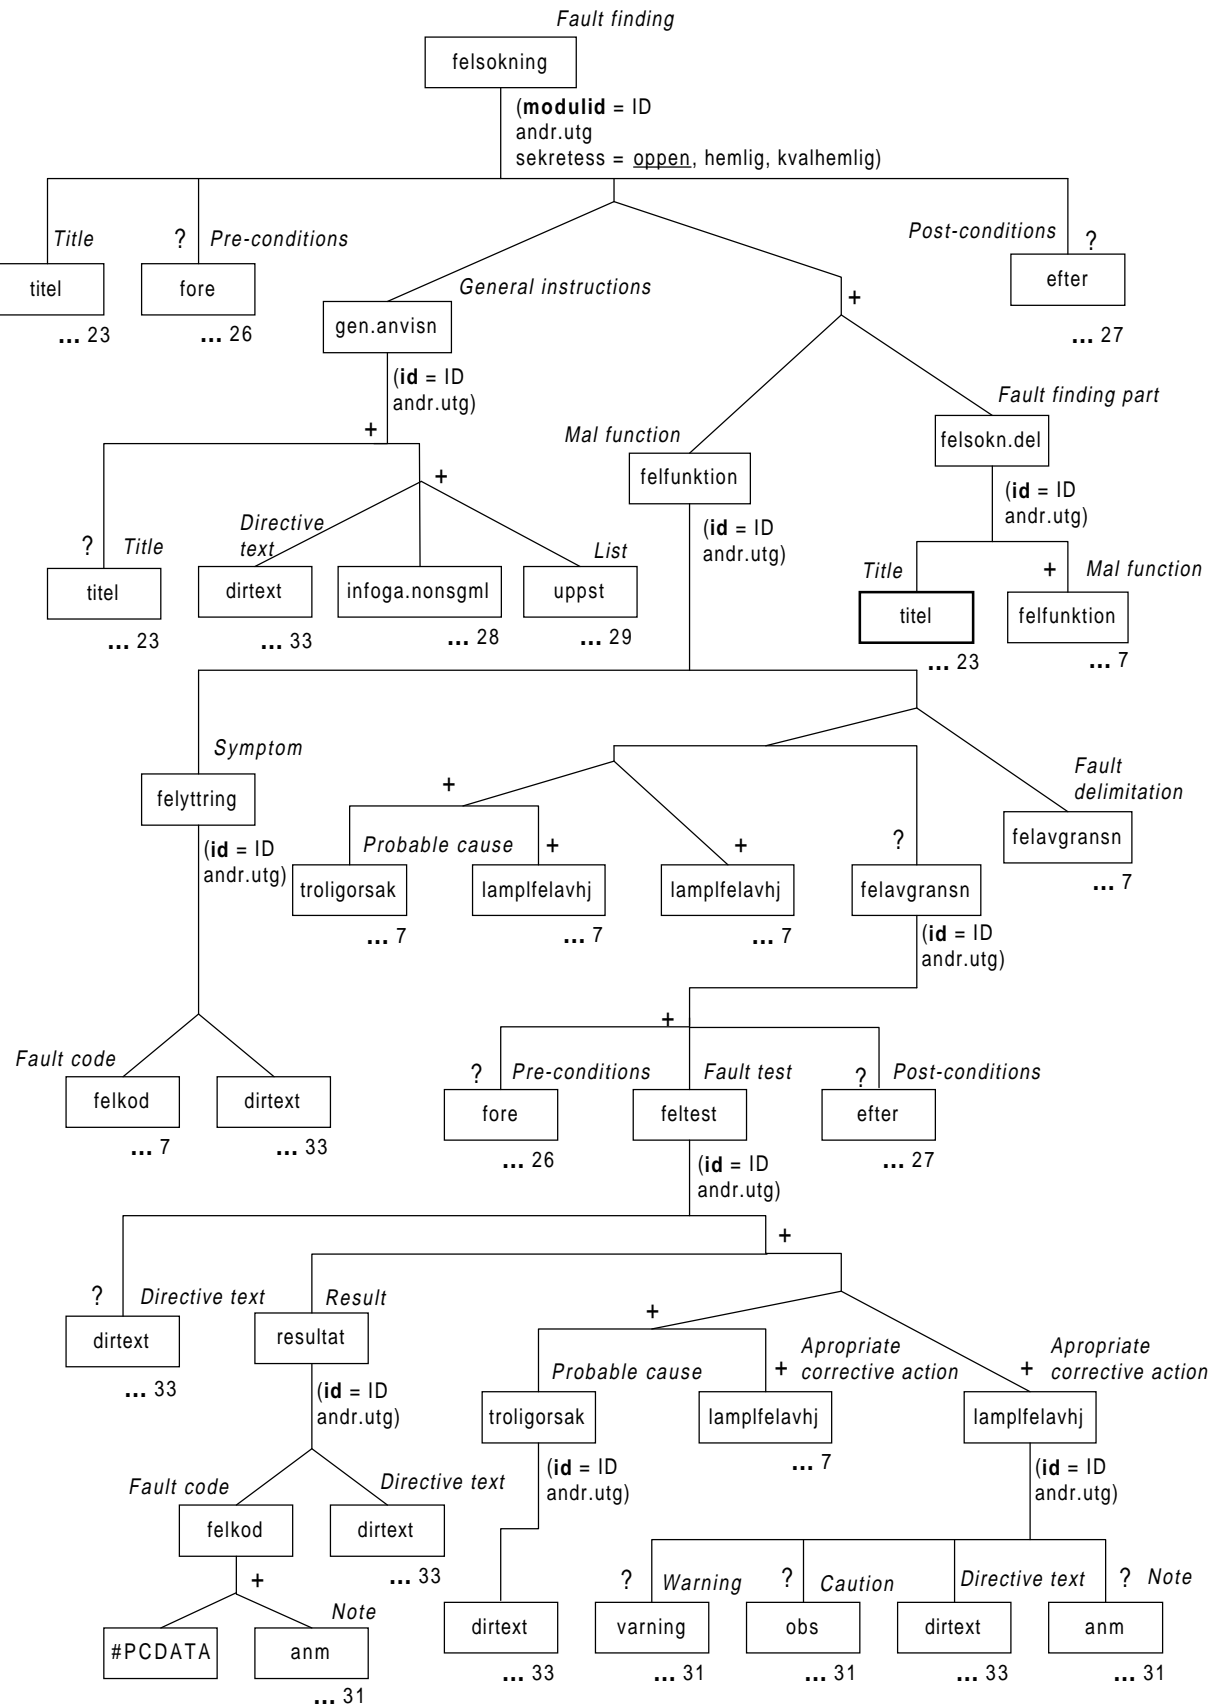 Fault finding
felsokning
(modulid = ID
andr.utg
sekretess = oppen, hemlig, kvalhemlig)
Title
? Pre-conditions
Post-conditions ?
titel
fore
efter
... 23
... 26
... 27
General instructions
gen.anvisn
+
(id = ID
andr.utg)
+
Fault finding part
felsokn.del
Mal function
felfunktion
(id = ID
andr.utg)
(id = ID
andr.utg)
+
Directive
text
? Title
List
titel
dirtext
infoga.nonsgml
uppst
... 23
... 33
... 28
... 29
Title
+ Mal function
titel
felfunktion
... 23
... 7
Symptom
felyttring
(id = ID
andr.utg)
+
Probable cause
+
+
?
Fault
delimitation
felavgransn
... 7
troligorsak
lamplfelavhj
lamplfelavhj
felavgransn
... 7
... 7
... 7
(id = ID
andr.utg)
+
Fault code
felkod
dirtext
... 7
... 33
? Pre-conditions
Fault test
? Post-conditions
fore
feltest
efter
... 26
... 27
(id = ID
andr.utg)
+
? Directive text
Result
dirtext
resultat
... 33
(id = ID
andr.utg)
+
Probable cause
+ Apropriate
corrective action
+ Apropriate
corrective action
troligorsak
lamplfelavhj
lamplfelavhj
... 7
(id = ID
andr.utg)
(id = ID
andr.utg)
Fault code
Directive text
felkod
dirtext
... 33
+
Note
#PCDATA
anm
... 31
dirtext
... 33
? Warning
? Caution
Directive text
? Note
varning
obs
dirtext
anm
... 31
... 31
... 33
... 31